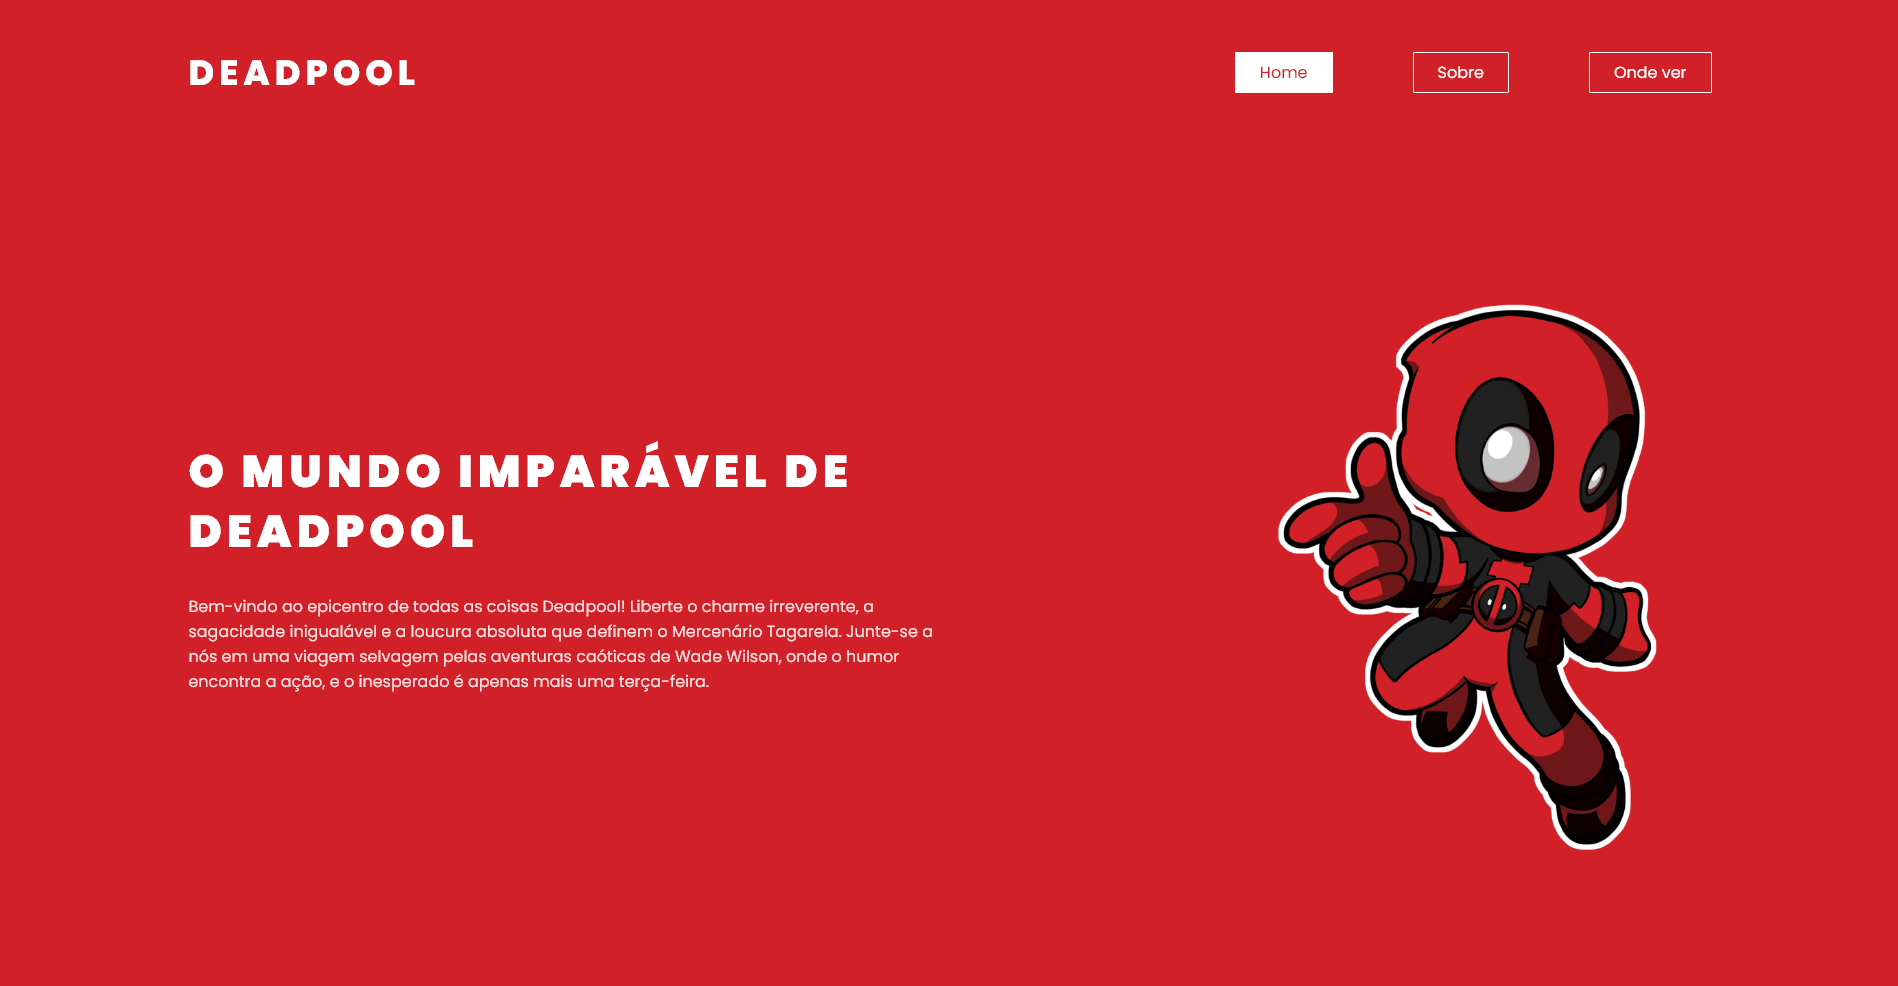 DEADPOOL
Home
Sobre
Onde ver
O MUNDO IMPARÁVEL DE
DEADPOOL
Bem-vindo ao epicentro de todas as coisas Deadpool! Liberte o charme irreverente, a
sagacidade inigualável e a loucura absoluta que definem o Mercenário Tagarela. Junte-se a
nós em uma viagem selvagem pelas aventuras caóticas de Wade Wilson, onde o humor
encontra a ação, e o inesperado é apenas mais uma terça-feira.